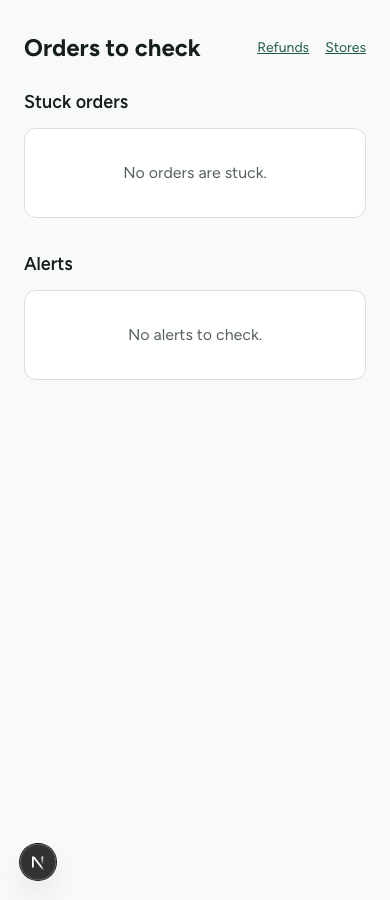 Orders to check
Refunds
Stores
Stuck orders
No orders are stuck.
Alerts
No alerts to check.
N